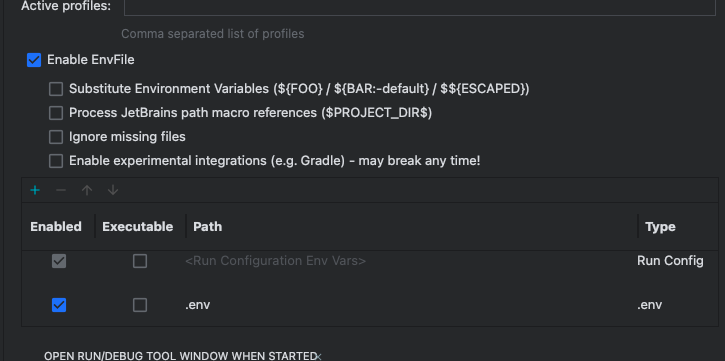 Active profiles:
Comma separated list of profiles
Enable EnvFile
Substitute Environment Variables (${FOO} / ${BAR:-default} / $${ESCAPED})
Process JetBrains path macro references ($PROJECT_DIR$)
Ignore missing files
Enable experimental integrations (e.g. Gradle) - may break any time!
Enabled Executable Path Type
<Run Configuration Env Vars> Run Config
.env .env
OPEN RUN/DEBUG TOOL WINDOW WHEN STARTED